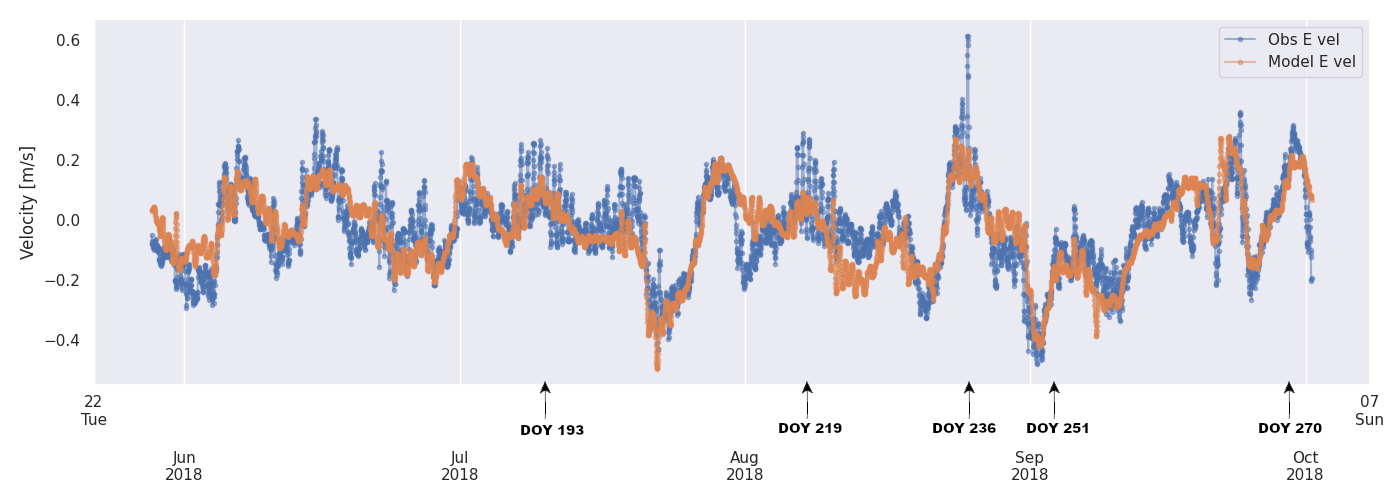 Obs E vel
Model E vel
Velocity [m/s]
0.6
0.4
0.2
0.0
−0.2
−0.4
22
Tue
07
Sun
DOY 193
DOY 219
DOY 236
DOY 251
DOY 270
Jun
2018
Jul
2018
Aug
2018
Sep
2018
Oct
2018